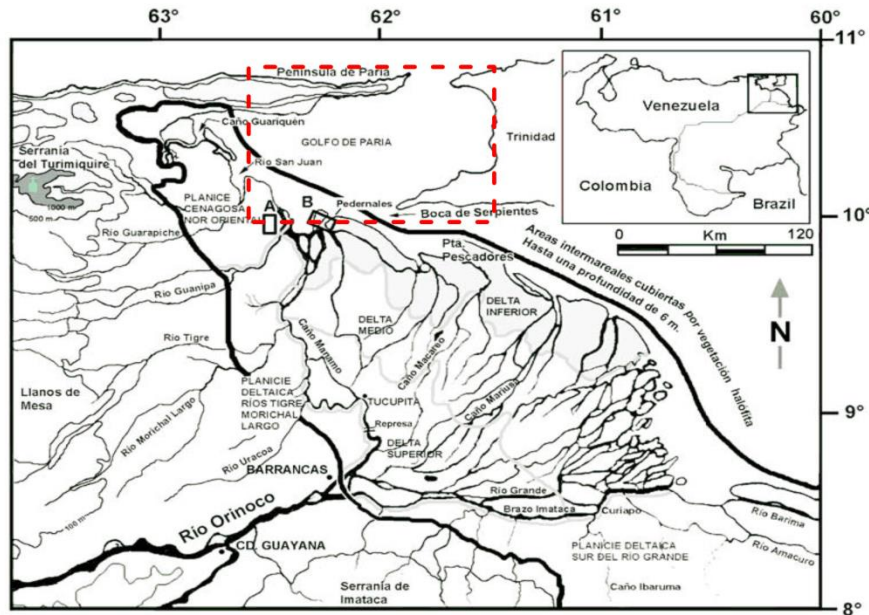 63°
62°
61°
60°
11°
Península de Paria
Caño Guariquén
GOLFO DE PARIA
Trinidad
Serranía
del Turimiquire
1000 m
500 m
Río San Juan
PLANICE
CENAGOSA
NOR ORIENTAL
A
B
Pedernales
Boca de Serpientes
Venezuela
Colombia
Brazil
10°
0
Km
120
Río Guarapiche
Pta.
Pescadores
Areas intermareales cubiertas por vegetación halófita
Hasta una profundidad de 6 m.
Río Guanipa
DELTA
MEDIO
DELTA
INFERIOR
N
Río Tigre
Caño Manamo
Caño Macareo
Caño Marius
Llanos de
Mesa
PLANICIE
DELTAICA
RÍOS TIGRE
MORICHAL
LARGO
TUCUPITA
Represa
DELTA
SUPERIOR
9°
Río Morichal Largo
Río Uracoa
BARRANCAS
100 m
Río Grande
Brazo Imataca
Curiapo
Río Barima
Río Orinoco
CD. GUAYANA
PLANICIE DELTAICA
SUR DEL RÍO GRANDE
Río Amacuro
Serranía de
Imataca
Caño Ibaruma
8°